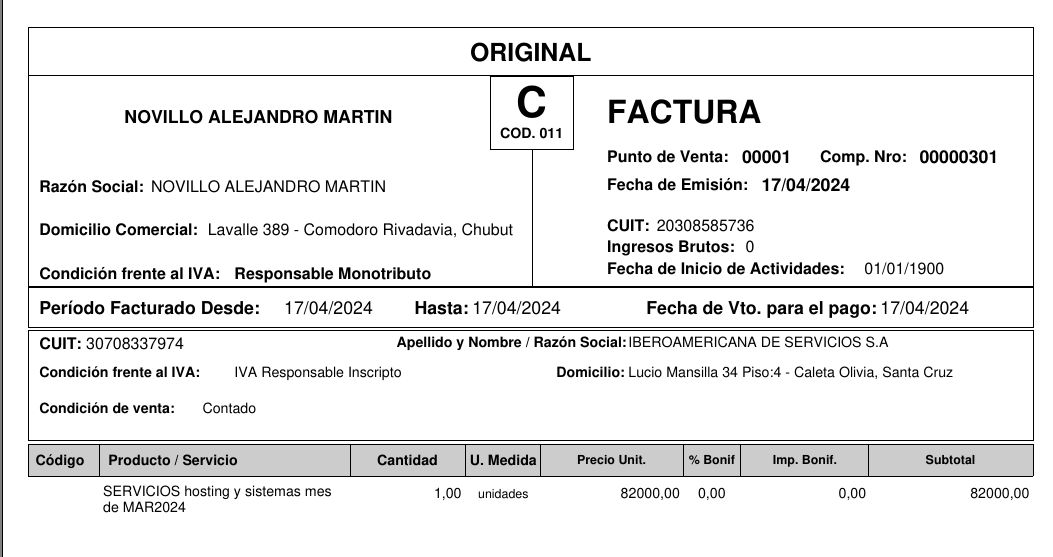 ORIGINAL
NOVILLO ALEJANDRO MARTIN
C
COD. 011
FACTURA
Punto de Venta: 00001 Comp. Nro: 00000301
Razón Social: NOVILLO ALEJANDRO MARTIN
Fecha de Emisión: 17/04/2024
Domicilio Comercial: Lavalle 389 - Comodoro Rivadavia, Chubut
CUIT: 20308585736
Ingresos Brutos: 0
Condición frente al IVA: Responsable Monotributo
Fecha de Inicio de Actividades: 01/01/1900
Período Facturado Desde: 17/04/2024 Hasta: 17/04/2024 Fecha de Vto. para el pago: 17/04/2024
CUIT: 30708337974 Apellido y Nombre / Razón Social: IBEROAMERICANA DE SERVICIOS S.A
Condición frente al IVA: IVA Responsable Inscripto Domicilio: Lucio Mansilla 34 Piso:4 - Caleta Olivia, Santa Cruz
Condición de venta: Contado
Código Producto / Servicio Cantidad U. Medida Precio Unit. % Bonif Imp. Bonif. Subtotal
SERVICIOS hosting y sistemas mes 1,00 unidades 82000,00 0,00 0,00 82000,00
de MAR2024